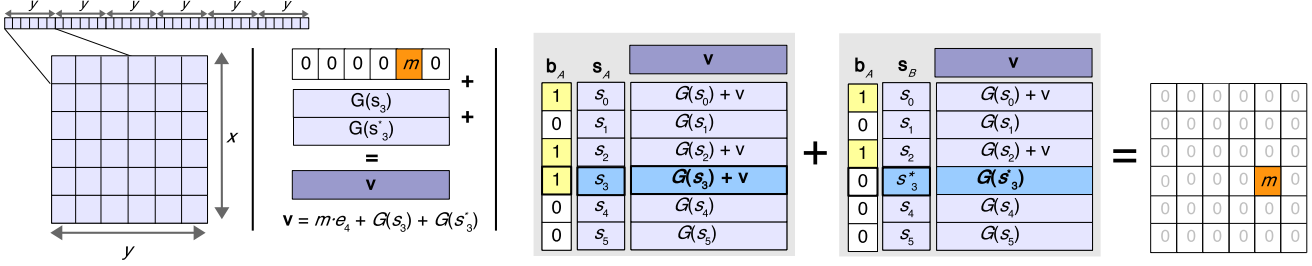 y y y y y y
x
y
0 0 0 0 m 0
+
G(s₃)
+
G(s*₃)
=
v
v = m·e₄ + G(s₃) + G(s*₃)
b_A s_A v
1 s₀ G(s₀) + v
0 s₁ G(s₁)
1 s₂ G(s₂) + v
1 s₃ G(s₃) + v
0 s₄ G(s₄)
0 s₅ G(s₅)
+
b_A s_B v
1 s₀ G(s₀) + v
0 s₁ G(s₁)
1 s₂ G(s₂) + v
0 s*₃ G(s*₃)
0 s₄ G(s₄)
0 s₅ G(s₅)
=
0 0 0 0 0 0
0 0 0 0 0 0
0 0 0 0 0 0
0 0 0 0 m 0
0 0 0 0 0 0
0 0 0 0 0 0